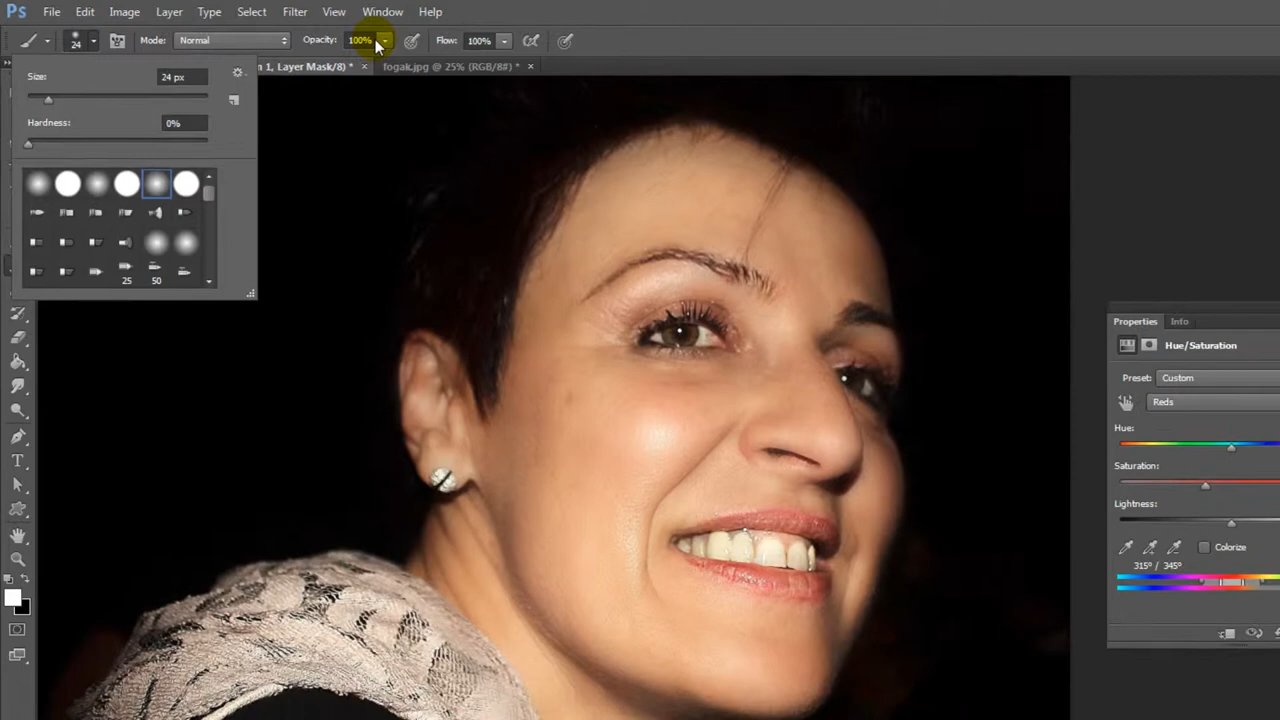 Ps File Edit Image Layer Type Select Filter View Window Help
24 Mode: Normal Opacity: 100% Flow: 100%
n 1, Layer Mask/8) * × fogak.jpg @ 25% (RGB/8#) * ×
Size: 24 px
Hardness: 0%
25 50
Properties Info
Hue/Saturation
Preset: Custom
Reds
Hue:
Saturation:
Lightness:
Colorize
315° / 345°